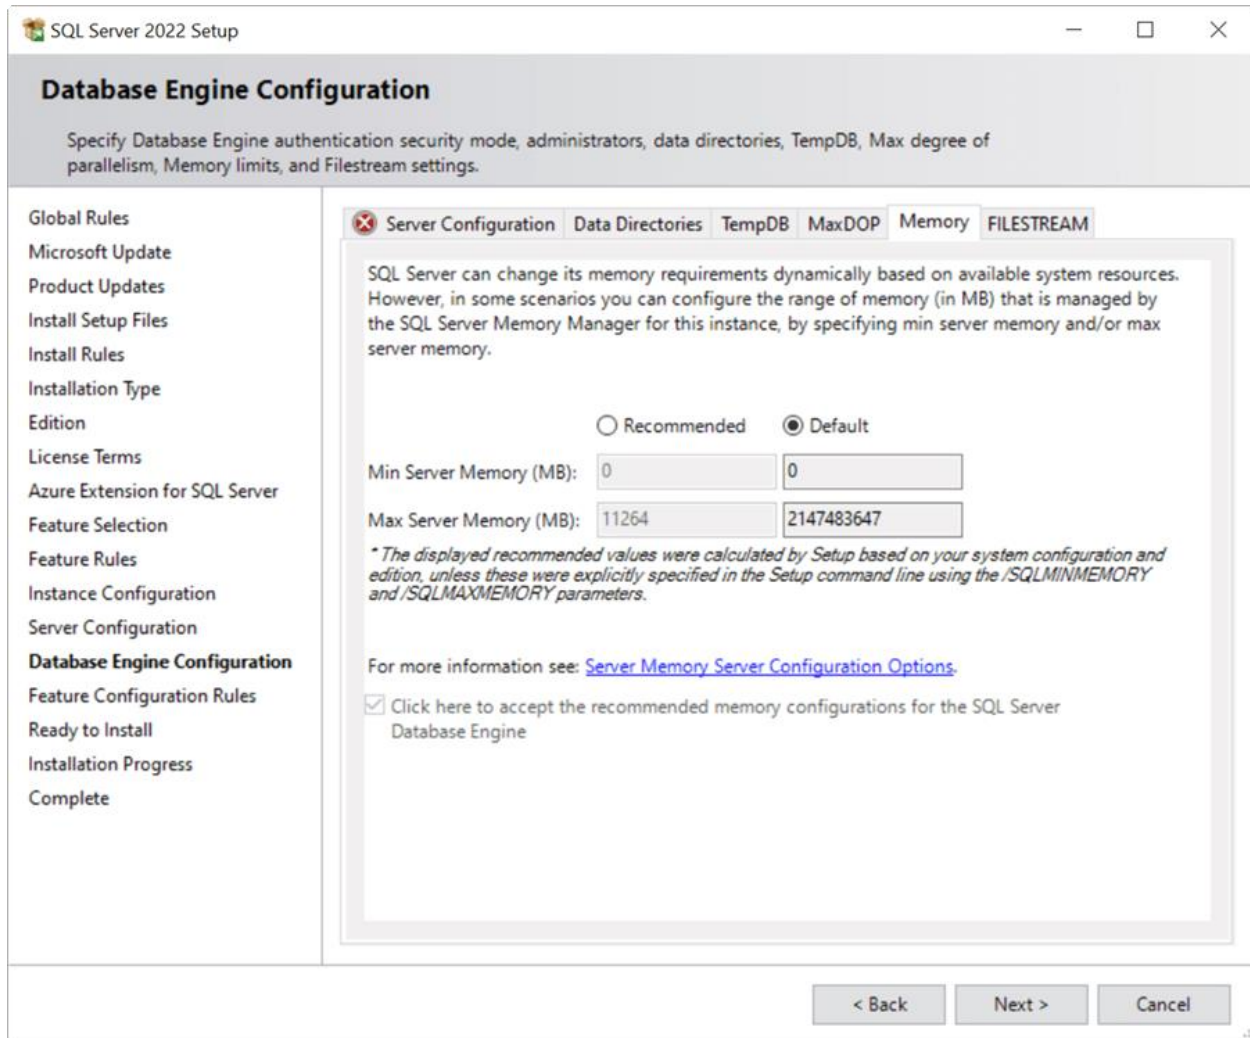 SQL Server 2022 Setup
Database Engine Configuration
Specify Database Engine authentication security mode, administrators, data directories, TempDB, Max degree of
parallelism, Memory limits, and Filestream settings.
Global Rules
Microsoft Update
Product Updates
Install Setup Files
Install Rules
Installation Type
Edition
License Terms
Azure Extension for SQL Server
Feature Selection
Feature Rules
Instance Configuration
Server Configuration
Database Engine Configuration
Feature Configuration Rules
Ready to Install
Installation Progress
Complete
Server Configuration Data Directories TempDB MaxDOP Memory FILESTREAM
SQL Server can change its memory requirements dynamically based on available system resources.
However, in some scenarios you can configure the range of memory (in MB) that is managed by
the SQL Server Memory Manager for this instance, by specifying min server memory and/or max
server memory.
Recommended Default
Min Server Memory (MB): 0 0
Max Server Memory (MB): 11264 2147483647
* The displayed recommended values were calculated by Setup based on your system configuration and
edition, unless these were explicitly specified in the Setup command line using the /SQLMINMEMORY
and /SQLMAXMEMORY parameters.
For more information see: Server Memory Server Configuration Options.
Click here to accept the recommended memory configurations for the SQL Server
Database Engine
< Back Next > Cancel